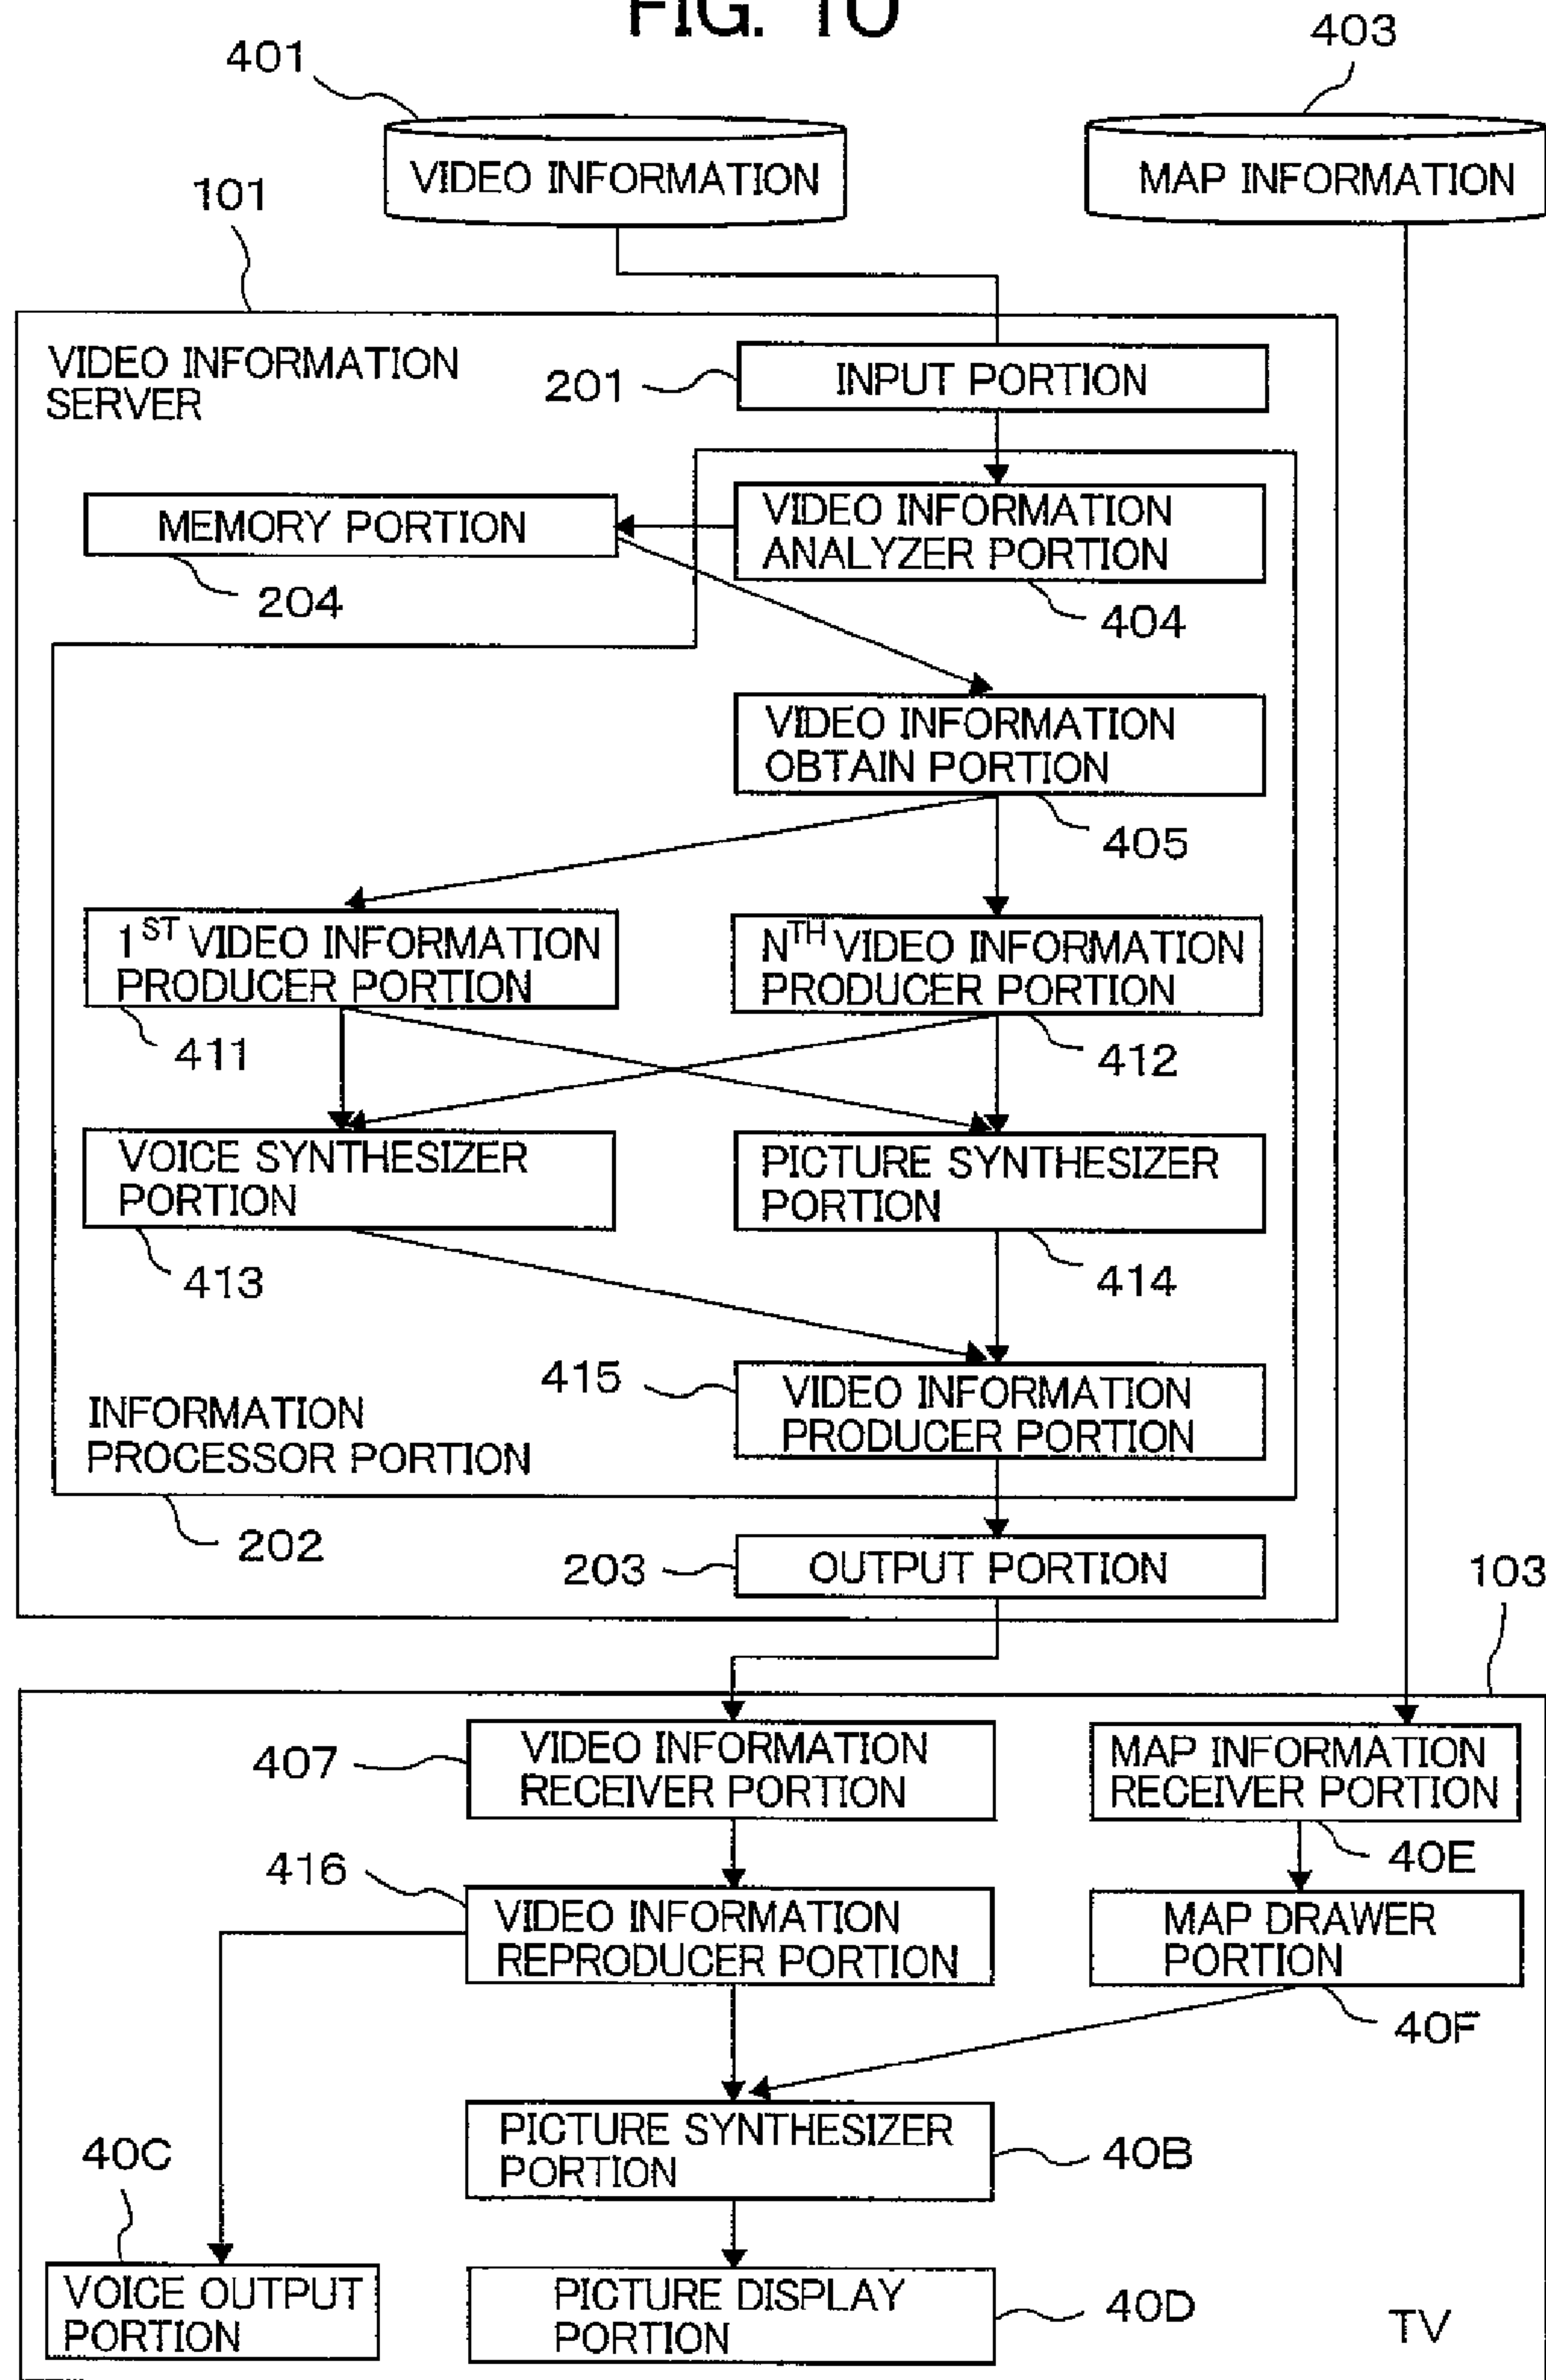 FIG. 10
401
403
VIDEO INFORMATION
MAP INFORMATION
101
VIDEO INFORMATION
SERVER
201
INPUT PORTION
MEMORY PORTION
204
VIDEO INFORMATION
ANALYZER PORTION
404
VIDEO INFORMATION
OBTAIN PORTION
405
1ST VIDEO INFORMATION
PRODUCER PORTION
411
NTH VIDEO INFORMATION
PRODUCER PORTION
412
VOICE SYNTHESIZER
PORTION
413
PICTURE SYNTHESIZER
PORTION
414
415
VIDEO INFORMATION
PRODUCER PORTION
INFORMATION
PROCESSOR PORTION
202
203
OUTPUT PORTION
103
407
VIDEO INFORMATION
RECEIVER PORTION
MAP INFORMATION
RECEIVER PORTION
40E
416
VIDEO INFORMATION
REPRODUCER PORTION
MAP DRAWER
PORTION
40F
PICTURE SYNTHESIZER
PORTION
40B
40C
VOICE OUTPUT
PORTION
PICTURE DISPLAY
PORTION
40D
TV